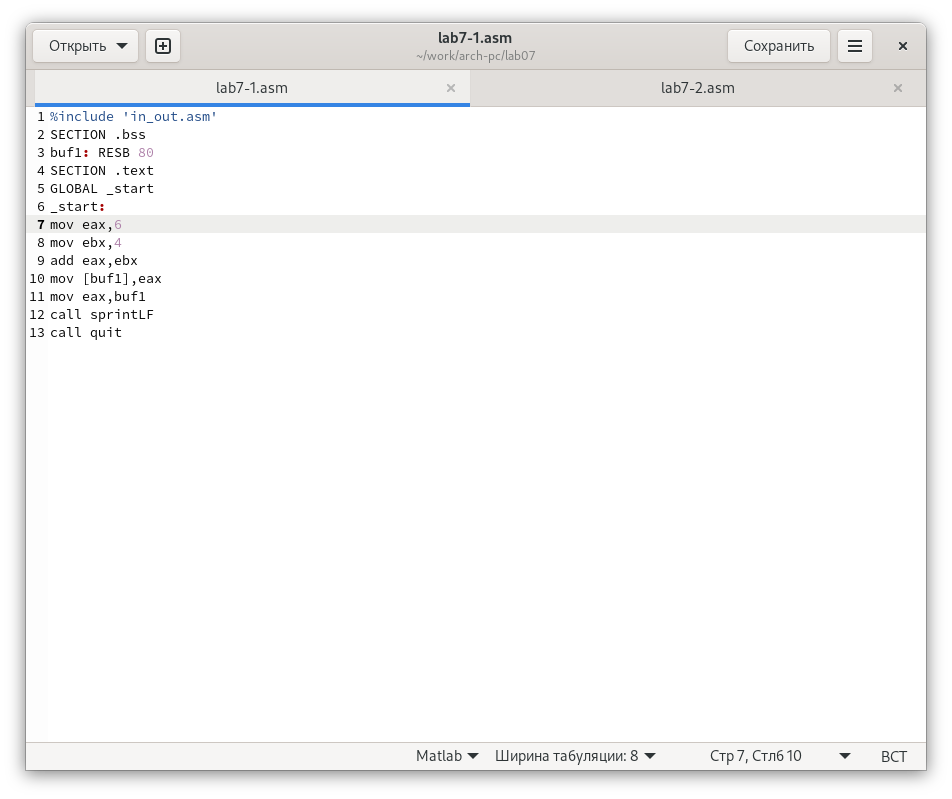 Открыть
lab7-1.asm
~/work/arch-pc/lab07
Сохранить
lab7-1.asm
lab7-2.asm
1 %include 'in_out.asm'
2 SECTION .bss
3 buf1: RESB 80
4 SECTION .text
5 GLOBAL _start
6 _start:
7 mov eax,6
8 mov ebx,4
9 add eax,ebx
10 mov [buf1],eax
11 mov eax,buf1
12 call sprintLF
13 call quit
Matlab Ширина табуляции: 8 Стр 7, Стлб 10 ВСТ